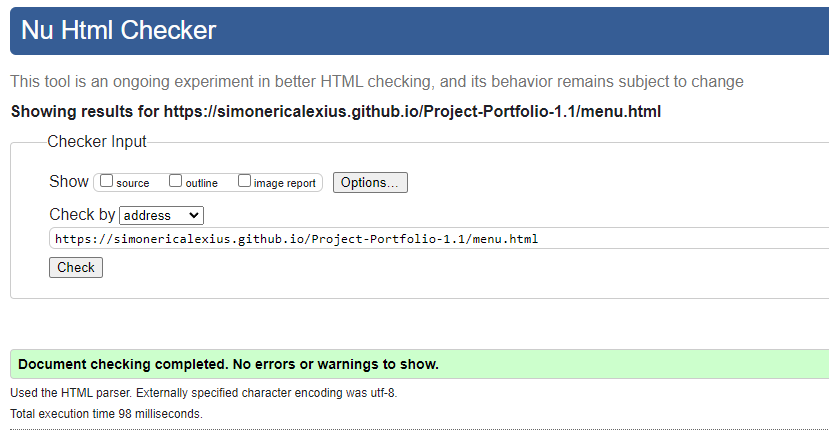 Nu Html Checker
This tool is an ongoing experiment in better HTML checking, and its behavior remains subject to change
Showing results for https://simonericalexius.github.io/Project-Portfolio-1.1/menu.html
Checker Input
Show source outline image report Options...
Check by address
https://simonericalexius.github.io/Project-Portfolio-1.1/menu.html
Check
Document checking completed. No errors or warnings to show.
Used the HTML parser. Externally specified character encoding was utf-8.
Total execution time 98 milliseconds.